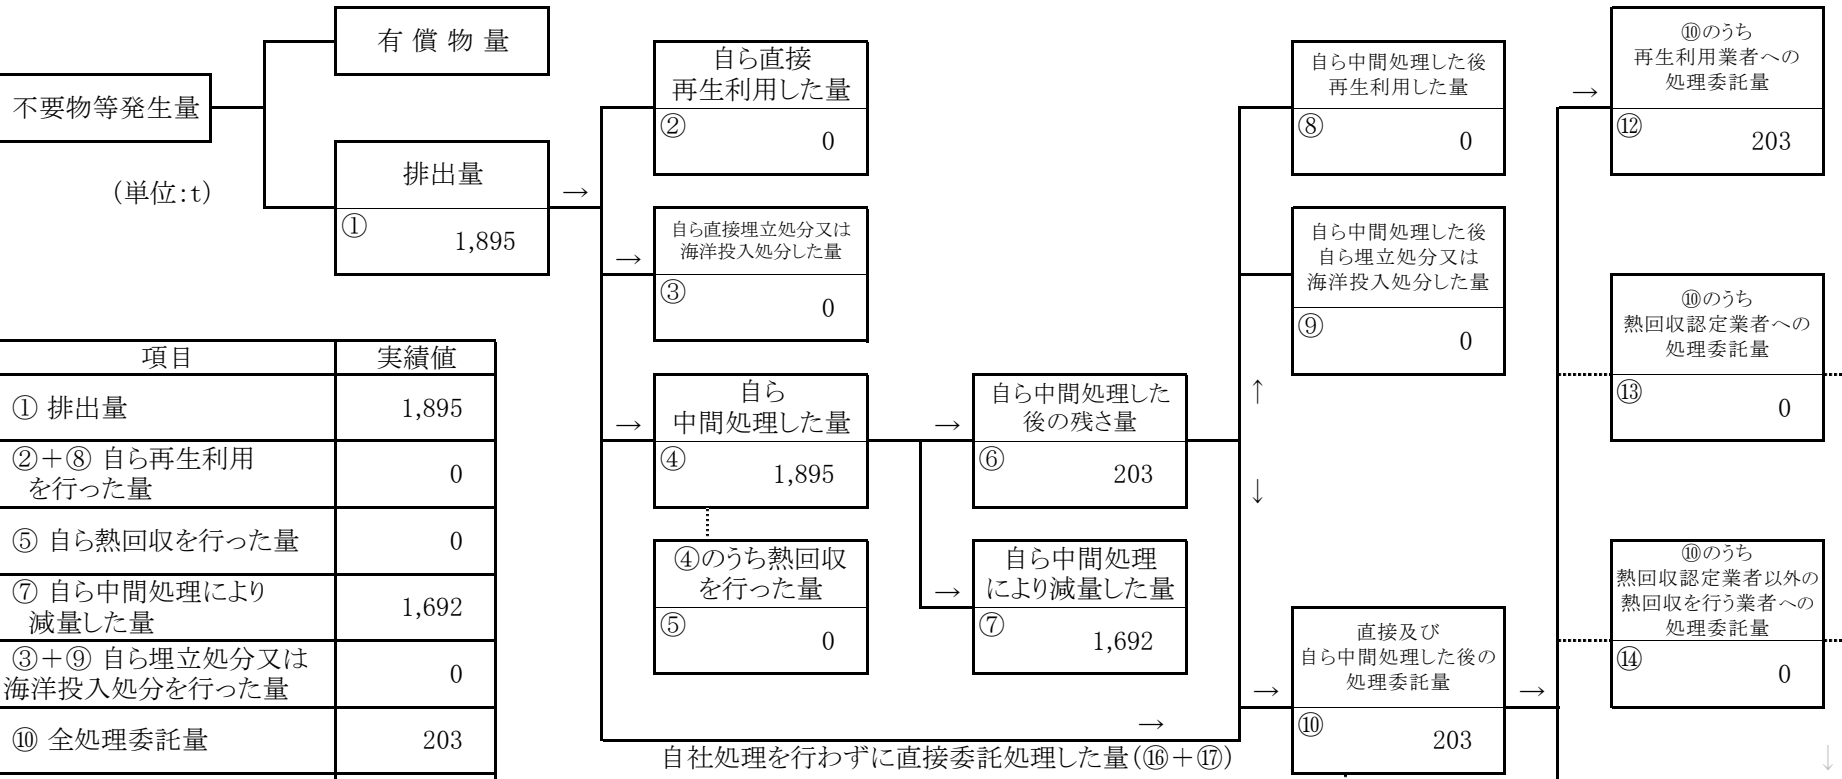 有 償 物 量
不要物等発生量
（単位：t）
排出量
①
1,895
→
自ら直接
再生利用した量
②
0
→
自ら直接埋立処分又は
海洋投入処分した量
③
0
→
自ら
中間処理した量
④
1,895
④のうち熱回収
を行った量
⑤
0
→
自ら中間処理した
後の残さ量
⑥
203
→
自ら中間処理
により減量した量
⑦
1,692
↑
↓
自ら中間処理した後
再生利用した量
⑧
0
自ら中間処理した後
自ら埋立処分又は
海洋投入処分した量
⑨
0
→
自社処理を行わずに直接委託処理した量（⑯＋⑰）
→
直接及び
自ら中間処理した後の
処理委託量
⑩
203
→
→
⑩のうち
再生利用業者への
処理委託量
⑫
203
⑩のうち
熱回収認定業者への
処理委託量
⑬
0
⑩のうち
熱回収認定業者以外の
熱回収を行う業者への
処理委託量
⑭
0
↓
項目 実績値
① 排出量 1,895
②＋⑧ 自ら再生利用
を行った量 0
⑤ 自ら熱回収を行った量 0
⑦ 自ら中間処理により
減量した量 1,692
③＋⑨ 自ら埋立処分又は
海洋投入処分を行った量 0
⑩ 全処理委託量 203